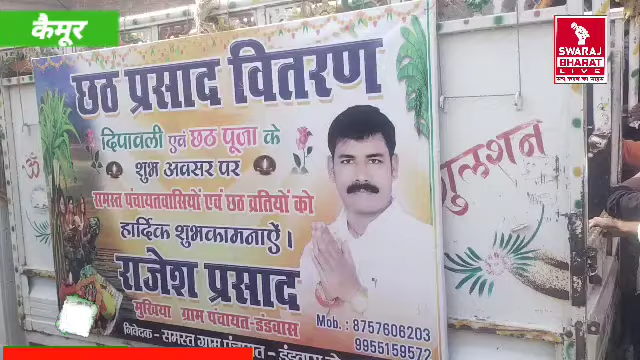 कैमूर
SWARAJ
BHARAT
LIVE
छठ प्रसाद वितरण
दिपावली एवं छठ पूजा के
शुभ अवसर पर
समस्त पंचायतवासियों एवं छठ व्रतियों को
हार्दिक शुभकामनाऐं।
राजेश प्रसाद
मुखिया ग्राम पंचायत-डंडवास
Mob. : 8757606203
9955159572
निवेदक - समस्त ग्राम पंचायत -
गुलशन
ॐ